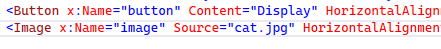 <Button x:Name="button" Content="Display" HorizontalAlign
<Image x:Name="image" Source="cat.jpg" HorizontalAlignmen